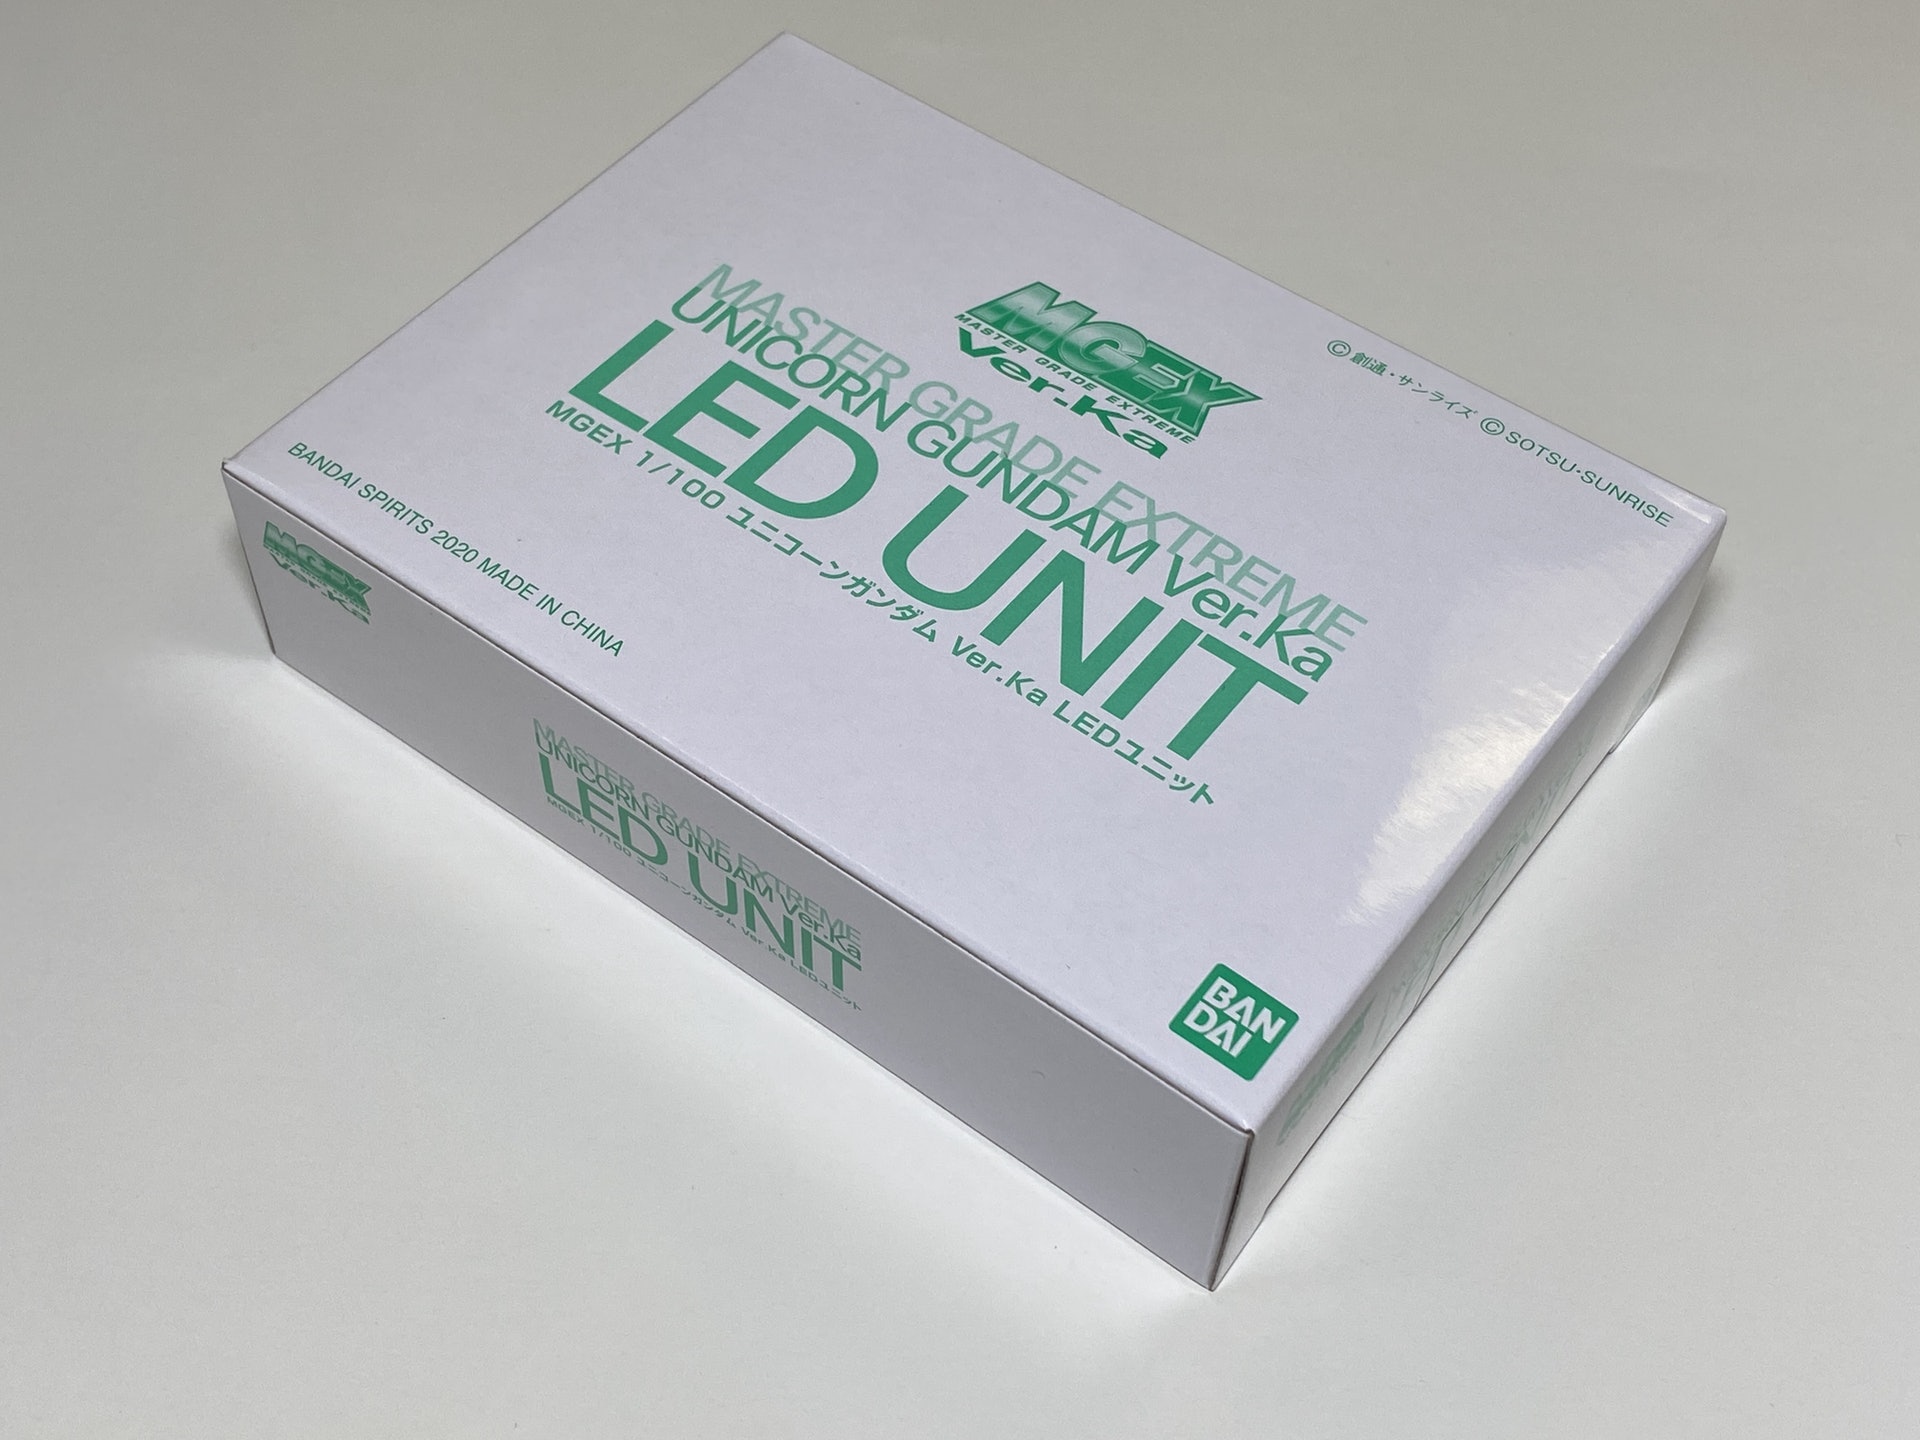 MGEX
MASTER GRADE EXTREME
Ver.Ka
© 創通・サンライズ © SOTSU・SUNRISE
MASTER GRADE EXTREME
UNICORN GUNDAM Ver.Ka
LED UNIT
MGEX 1/100 ユニコーンガンダム Ver.Ka LEDユニット
BANDAI SPIRITS 2020 MADE IN CHINA
BAN
DAI
MGEX
Ver.Ka
MASTER GRADE EXTREME
UNICORN GUNDAM Ver.Ka
LED UNIT
MGEX 1/100 ユニコーンガンダム Ver.Ka LEDユニット